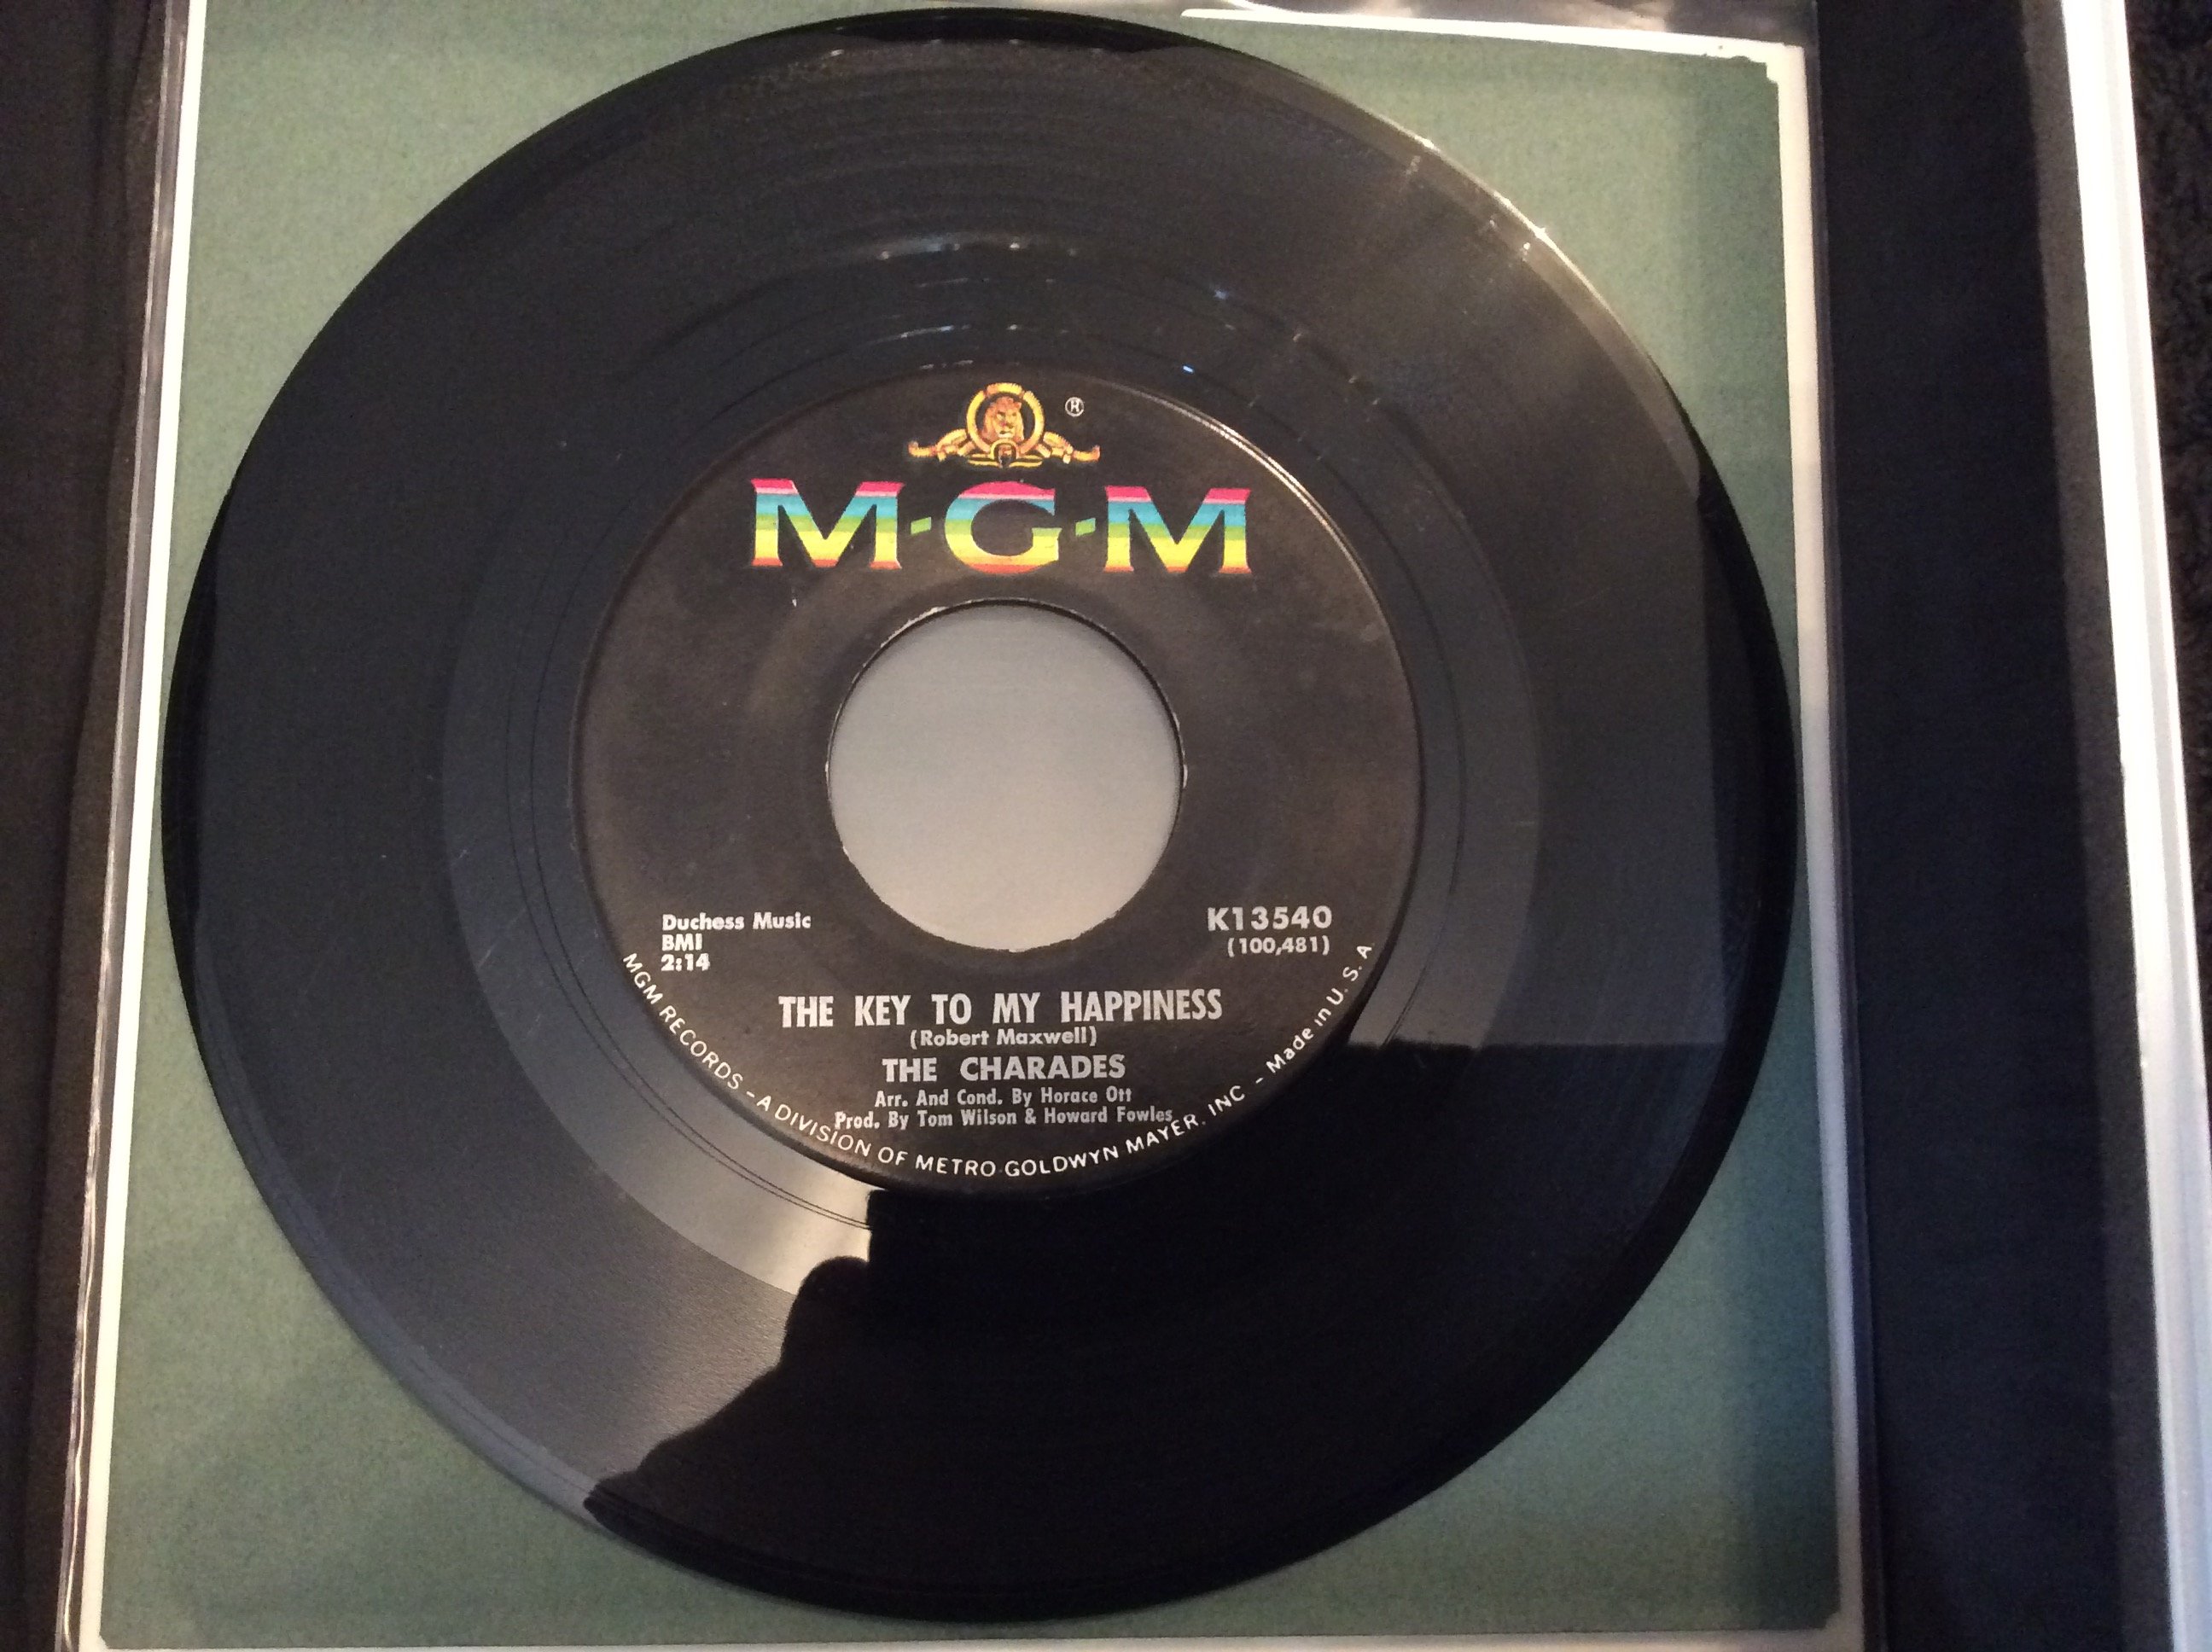 ®
M-G-M
Duchess Music
BMI
2:14
K13540
(100,481)
THE KEY TO MY HAPPINESS
(Robert Maxwell)
THE CHARADES
Arr. And Cond. By Horace Ott
Prod. By Tom Wilson & Howard Fowles
MGM RECORDS - A DIVISION OF METRO-GOLDWYN MAYER, INC - Made in U. S. A.